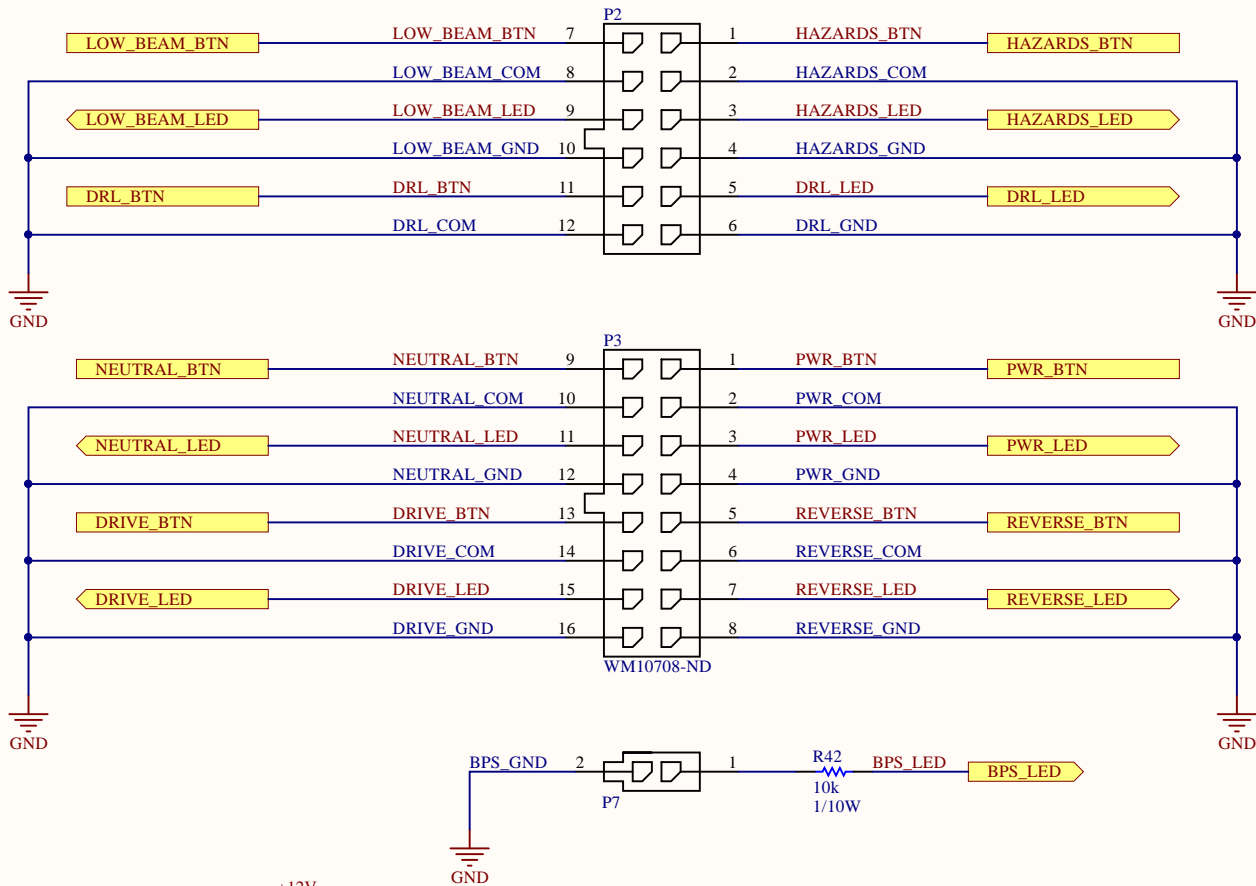 P2
LOW_BEAM_BTN LOW_BEAM_BTN 7 1 HAZARDS_BTN HAZARDS_BTN
LOW_BEAM_COM 8 2 HAZARDS_COM
LOW_BEAM_LED LOW_BEAM_LED 9 3 HAZARDS_LED HAZARDS_LED
LOW_BEAM_GND 10 4 HAZARDS_GND
DRL_BTN DRL_BTN 11 5 DRL_LED DRL_LED
DRL_COM 12 6 DRL_GND
GND GND
P3
NEUTRAL_BTN NEUTRAL_BTN 9 1 PWR_BTN PWR_BTN
NEUTRAL_COM 10 2 PWR_COM
NEUTRAL_LED NEUTRAL_LED 11 3 PWR_LED PWR_LED
NEUTRAL_GND 12 4 PWR_GND
DRIVE_BTN DRIVE_BTN 13 5 REVERSE_BTN REVERSE_BTN
DRIVE_COM 14 6 REVERSE_COM
DRIVE_LED DRIVE_LED 15 7 REVERSE_LED REVERSE_LED
DRIVE_GND 16 8 REVERSE_GND
WM10708-ND
GND GND
BPS_GND 2 1 R42 BPS_LED BPS_LED
P7 10k
1/10W
GND
+12V